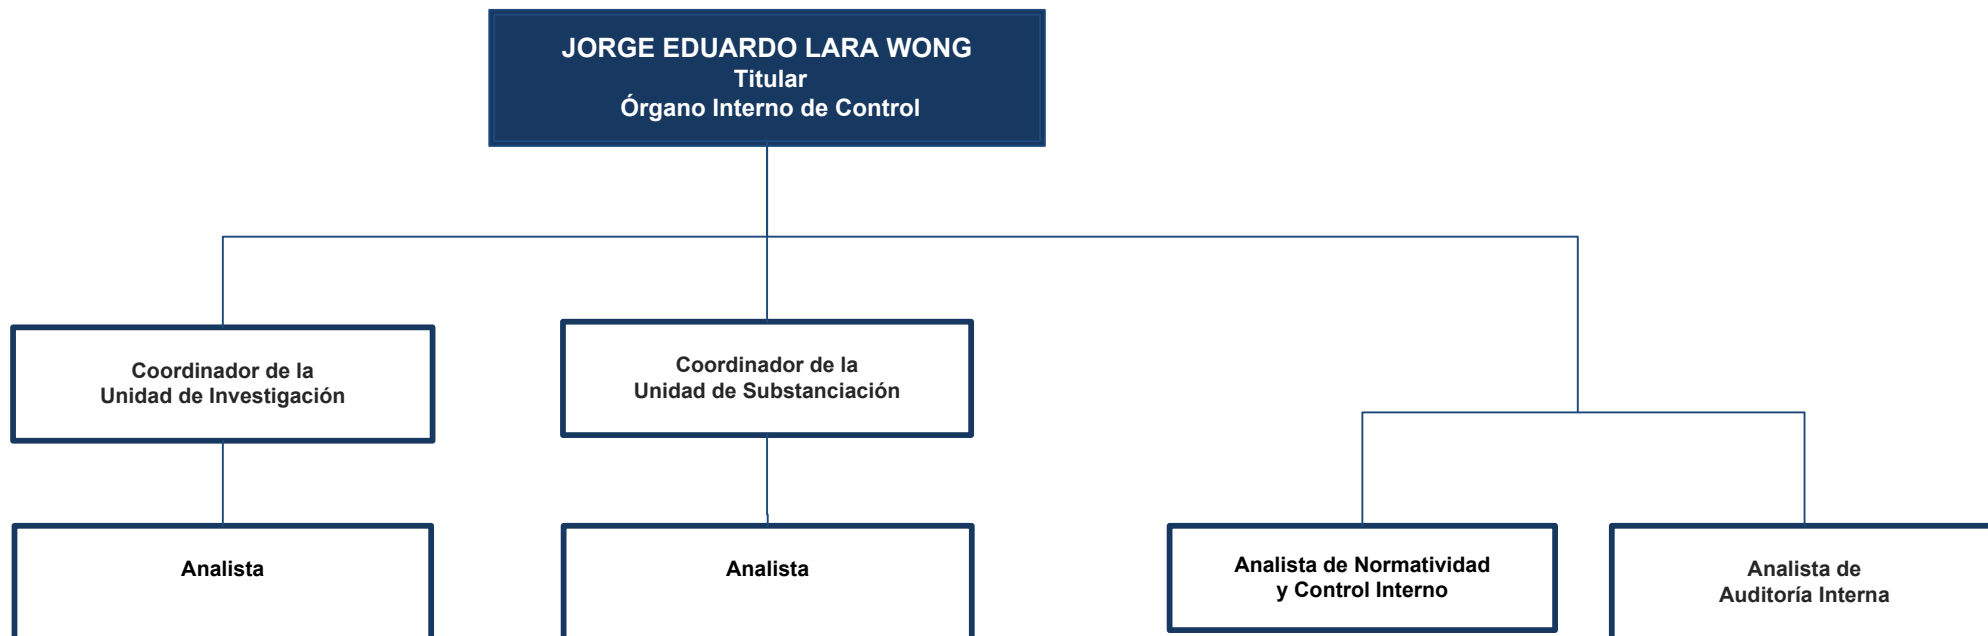 JORGE EDUARDO LARA WONG
Titular
Órgano Interno de Control
Coordinador de la
Unidad de Investigación
Coordinador de la
Unidad de Substanciación
Analista
Analista
Analista de Normatividad
y Control Interno
Analista de
Auditoría Interna